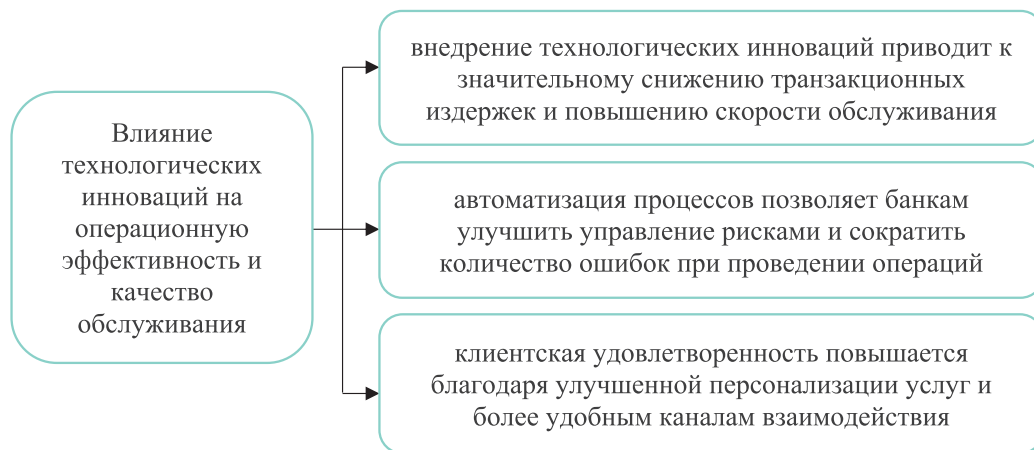 Влияние
технологических
инноваций на
операционную
эффективность и
качество
обслуживания
внедрение технологических инноваций приводит к
значительному снижению транзакционных
издержек и повышению скорости обслуживания
автоматизация процессов позволяет банкам
улучшить управление рисками и сократить
количество ошибок при проведении операций
клиентская удовлетворенность повышается
благодаря улучшенной персонализации услуг и
более удобным каналам взаимодействия